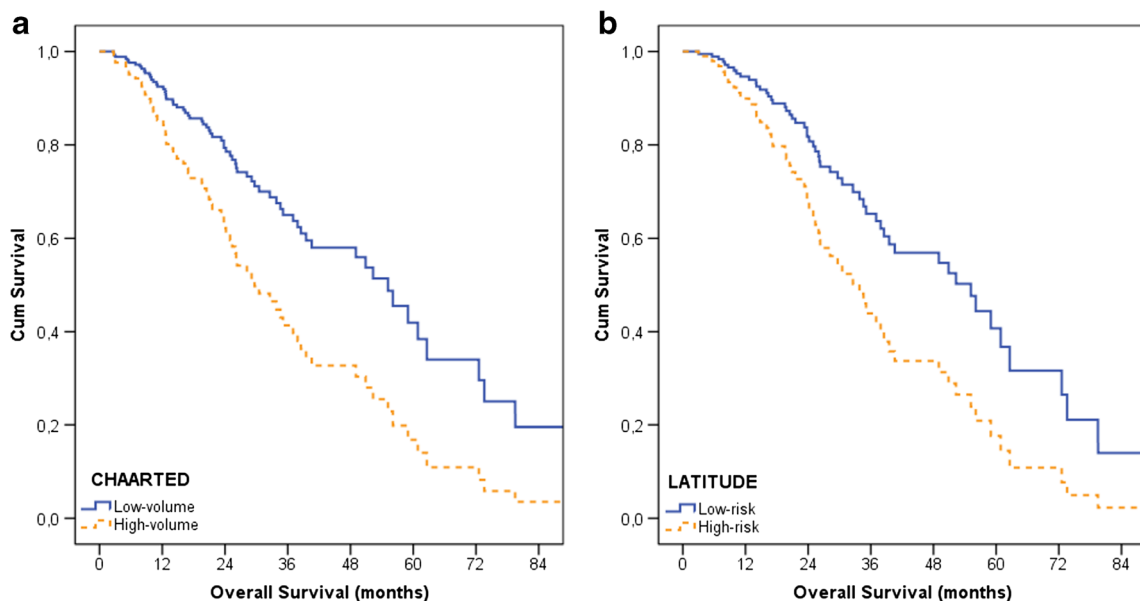 a
1,0
0,8
0,6
0,4
0,2
0,0
Cum Survival
CHAARTED
Low-volume
High-volume
0 12 24 36 48 60 72 84
Overall Survival (months)
b
1,0
0,8
0,6
0,4
0,2
0,0
Cum Survival
LATITUDE
Low-risk
High-risk
0 12 24 36 48 60 72 84
Overall Survival (months)